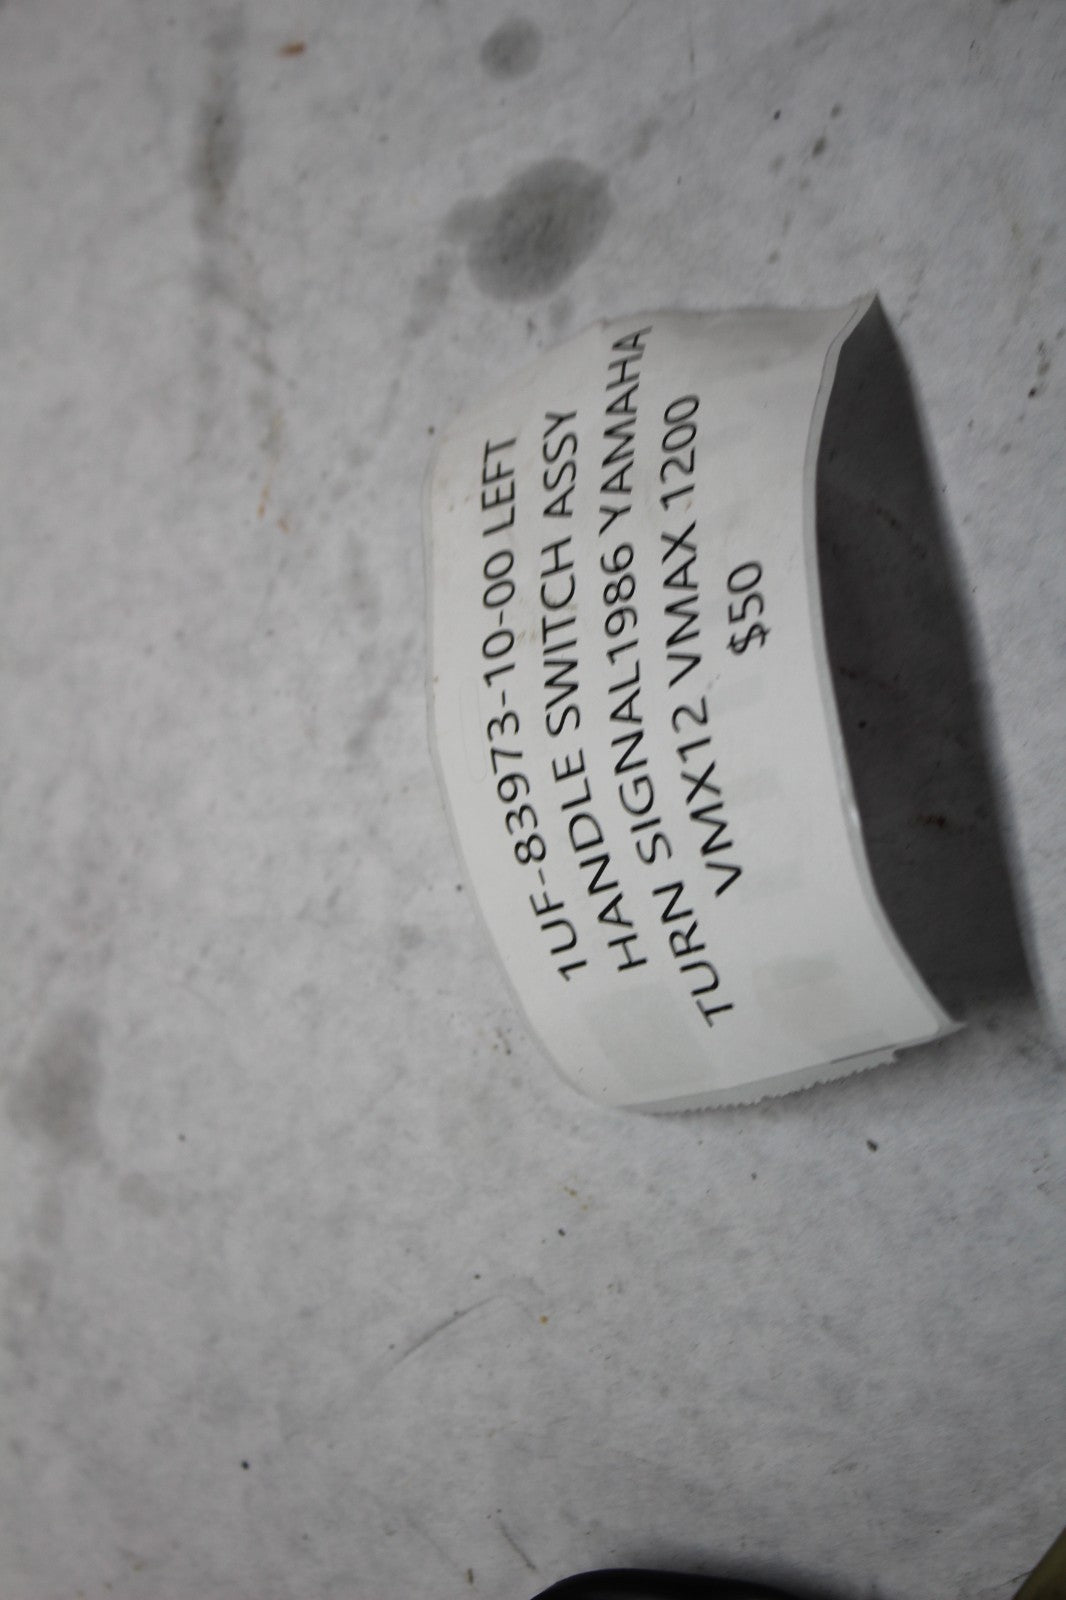 1UF-83973-10-00 LEFT
HANDLE SWITCH ASSY
TURN SIGNAL1986 YAMAHA
VMX12 VMAX 1200
$50